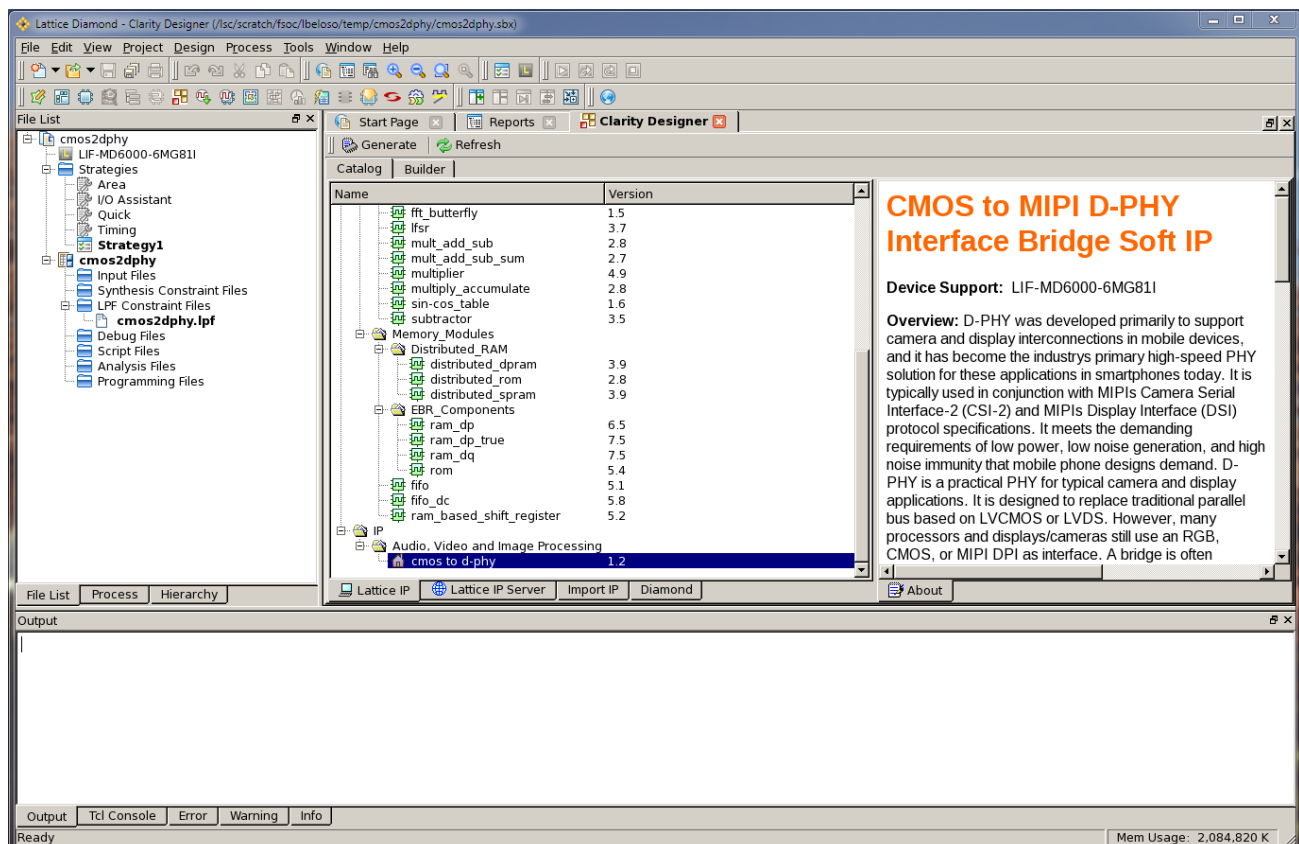 Lattice Diamond - Clarity Designer (/lsc/scratch/fsoc/lbeloso/temp/cmos2dphy/cmos2dphy.sbx)
File Edit View Project Design Process Tools Window Help
File List
cmos2dphy
LIF-MD6000-6MG81I
Strategies
Area
I/O Assistant
Quick
Timing
Strategy1
cmos2dphy
Input Files
Synthesis Constraint Files
LPF Constraint Files
cmos2dphy.lpf
Debug Files
Script Files
Analysis Files
Programming Files
File List Process Hierarchy
Start Page Reports Clarity Designer
Generate Refresh
Catalog Builder
Name Version
fft_butterfly 1.5
lfsr 3.7
mult_add_sub 2.8
mult_add_sub_sum 2.7
multiplier 4.9
multiply_accumulate 2.8
sin-cos_table 1.6
subtractor 3.5
Memory_Modules
Distributed_RAM
distributed_dpram 3.9
distributed_rom 2.8
distributed_spram 3.9
EBR_Components
ram_dp 6.5
ram_dp_true 7.5
ram_dq 7.5
rom 5.4
fifo 5.1
fifo_dc 5.8
ram_based_shift_register 5.2
IP
Audio, Video and Image Processing
cmos to d-phy 1.2
Lattice IP Lattice IP Server Import IP Diamond
CMOS to MIPI D-PHY
Interface Bridge Soft IP
Device Support: LIF-MD6000-6MG81I
Overview: D-PHY was developed primarily to support
camera and display interconnections in mobile devices,
and it has become the industrys primary high-speed PHY
solution for these applications in smartphones today. It is
typically used in conjunction with MIPIs Camera Serial
Interface-2 (CSI-2) and MIPIs Display Interface (DSI)
protocol specifications. It meets the demanding
requirements of low power, low noise generation, and high
noise immunity that mobile phone designs demand. D-
PHY is a practical PHY for typical camera and display
applications. It is designed to replace traditional parallel
bus based on LVCMOS or LVDS. However, many
processors and displays/cameras still use an RGB,
CMOS, or MIPI DPI as interface. A bridge is often
About
Output
Output Tcl Console Error Warning Info
Ready
Mem Usage: 2,084,820 K